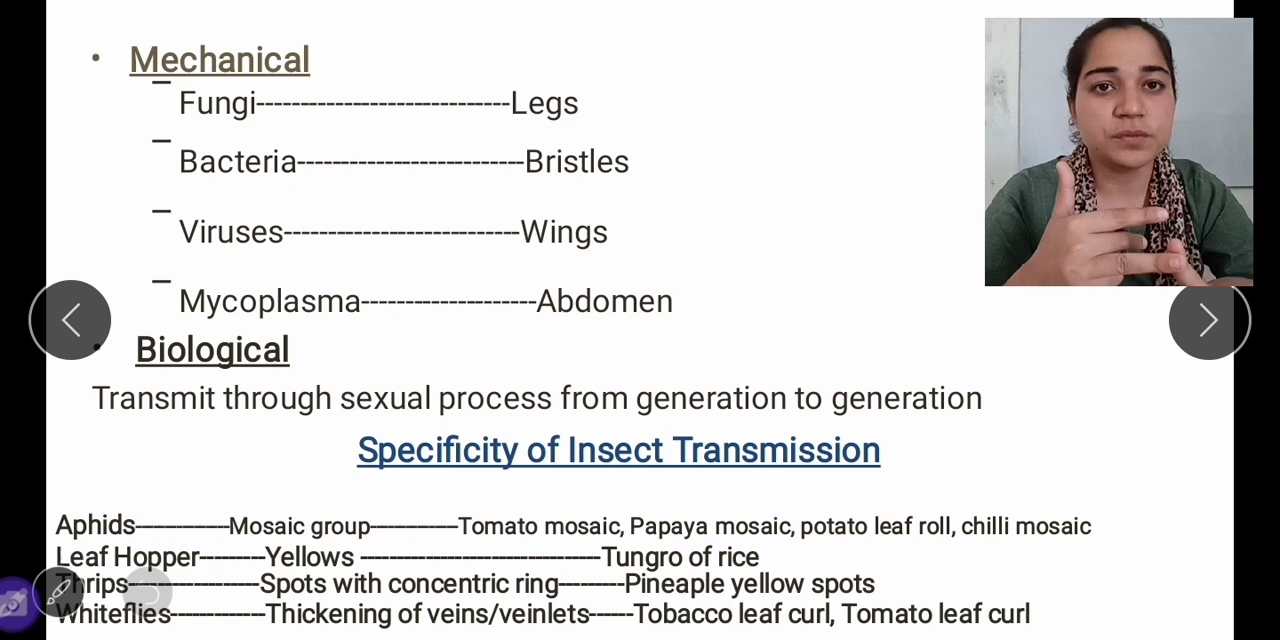 • Mechanical
– Fungi----------------------------Legs
– Bacteria-------------------------Bristles
– Viruses--------------------------Wings
– Mycoplasma-------------------Abdomen
• Biological
Transmit through sexual process from generation to generation
Specificity of Insect Transmission
Aphids---------------Mosaic group--------------Tomato mosaic, Papaya mosaic, potato leaf roll, chilli mosaic
Leaf Hopper---------Yellows ---------------------------------Tungro of rice
Thrips------------------Spots with concentric ring---------Pineaple yellow spots
Whiteflies-------------Thickening of veins/veinlets------Tobacco leaf curl, Tomato leaf curl